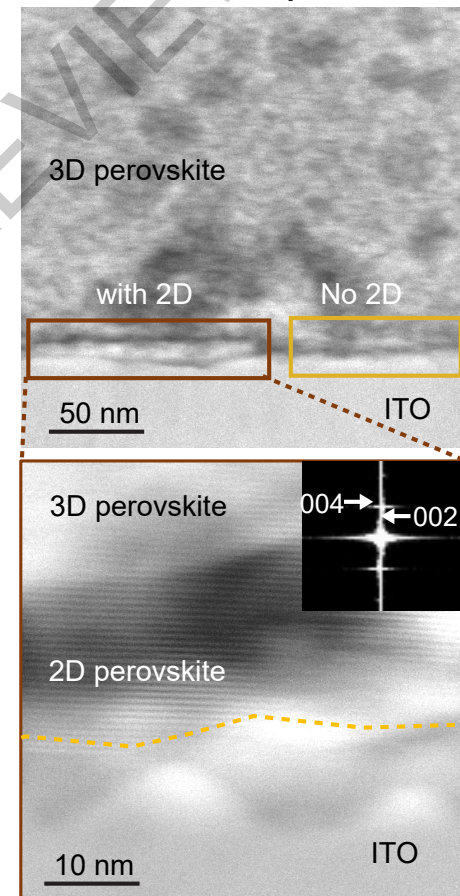 3D perovskite
with 2D
No 2D
50 nm
ITO
3D perovskite
004
002
2D perovskite
10 nm
ITO